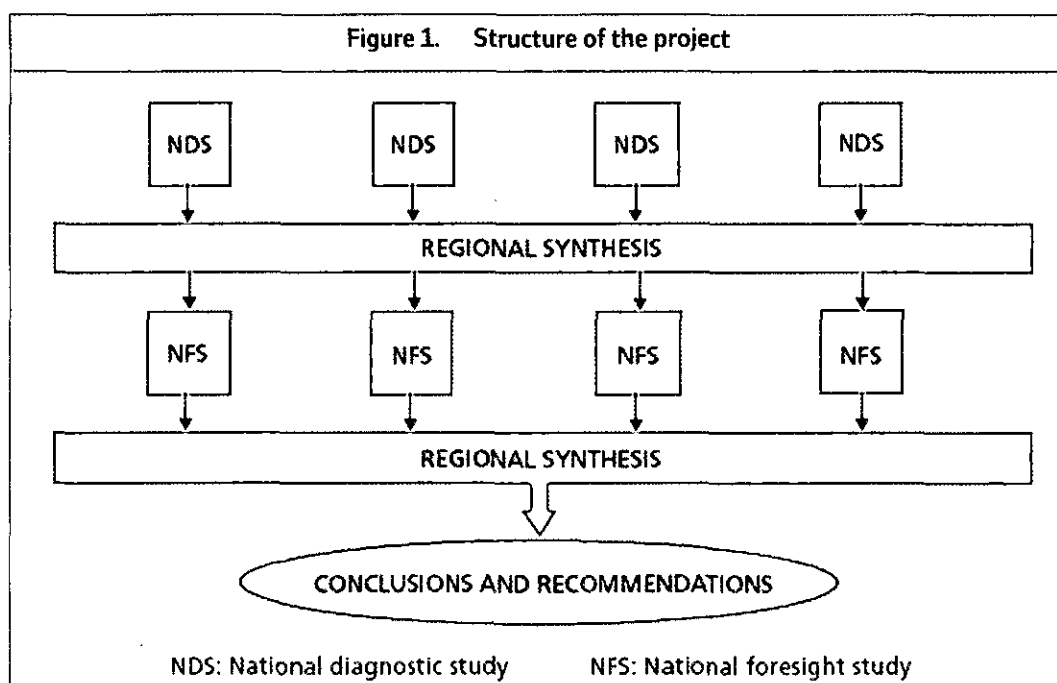 Figure 1. Structure of the project
NDS NDS NDS NDS
REGIONAL SYNTHESIS
NFS NFS NFS NFS
REGIONAL SYNTHESIS
CONCLUSIONS AND RECOMMENDATIONS
NDS: National diagnostic study NFS: National foresight study